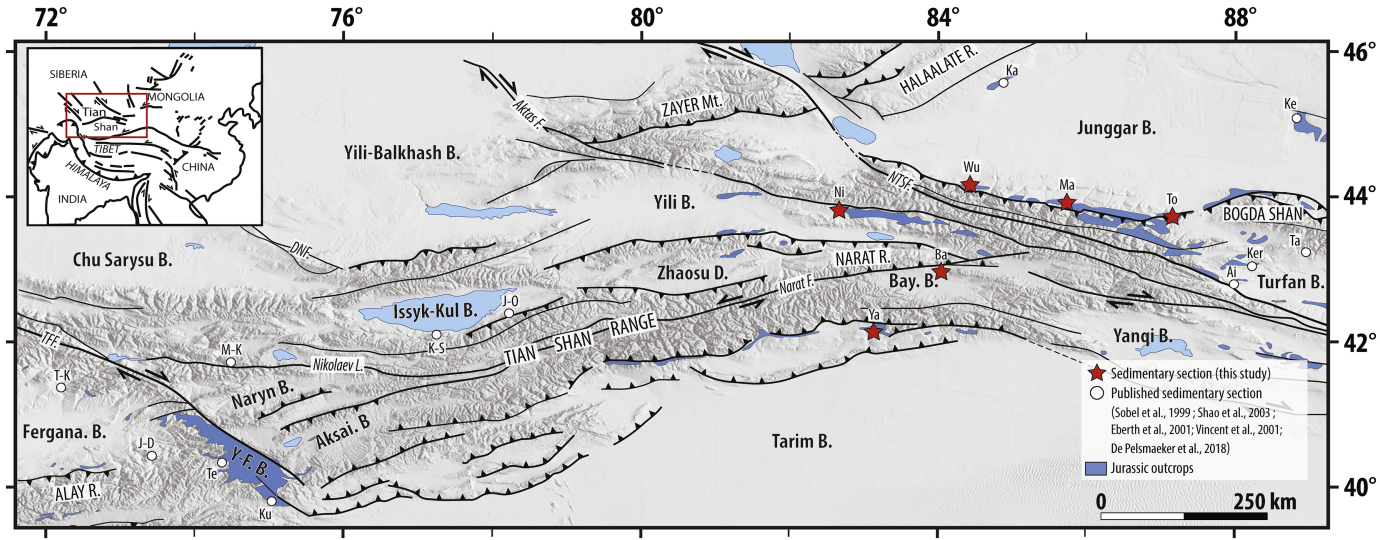 72°
76°
80°
84°
88°
46°
44°
42°
40°
SIBERIA
MONGOLIA
Tian
Shan
TIBET
HIMALAYA
CHINA
INDIA
Aktas F.
ZAYER Mt.
HALAALATE R.
Ka
Ke
Junggar B.
Yili-Balkhash B.
NTSF.
Wu
Ma
To
Ni
Yili B.
BOGDA SHAN
Ta
Ker
Ai
Turfan B.
DNF.
Chu Sarysu B.
Zhaosu D.
NARAT R.
Narat F.
Ba
Bay. B.
Issyk-Kul B.
J-O
K-S
TIAN SHAN RANGE
Ya
Yanqi B.
TFF.
M-K
Nikolaev L.
T-K
Naryn B.
Aksai. B
Fergana. B.
J-D
Y-F. B.
Te
ALAY R.
Ku
Tarim B.
Sedimentary section (this study)
Published sedimentary section
(Sobel et al., 1999 ; Shao et al., 2003 ;
Eberth et al., 2001; Vincent et al., 2001;
De Pelsmaeker et al., 2018)
Jurassic outcrops
0 250 km